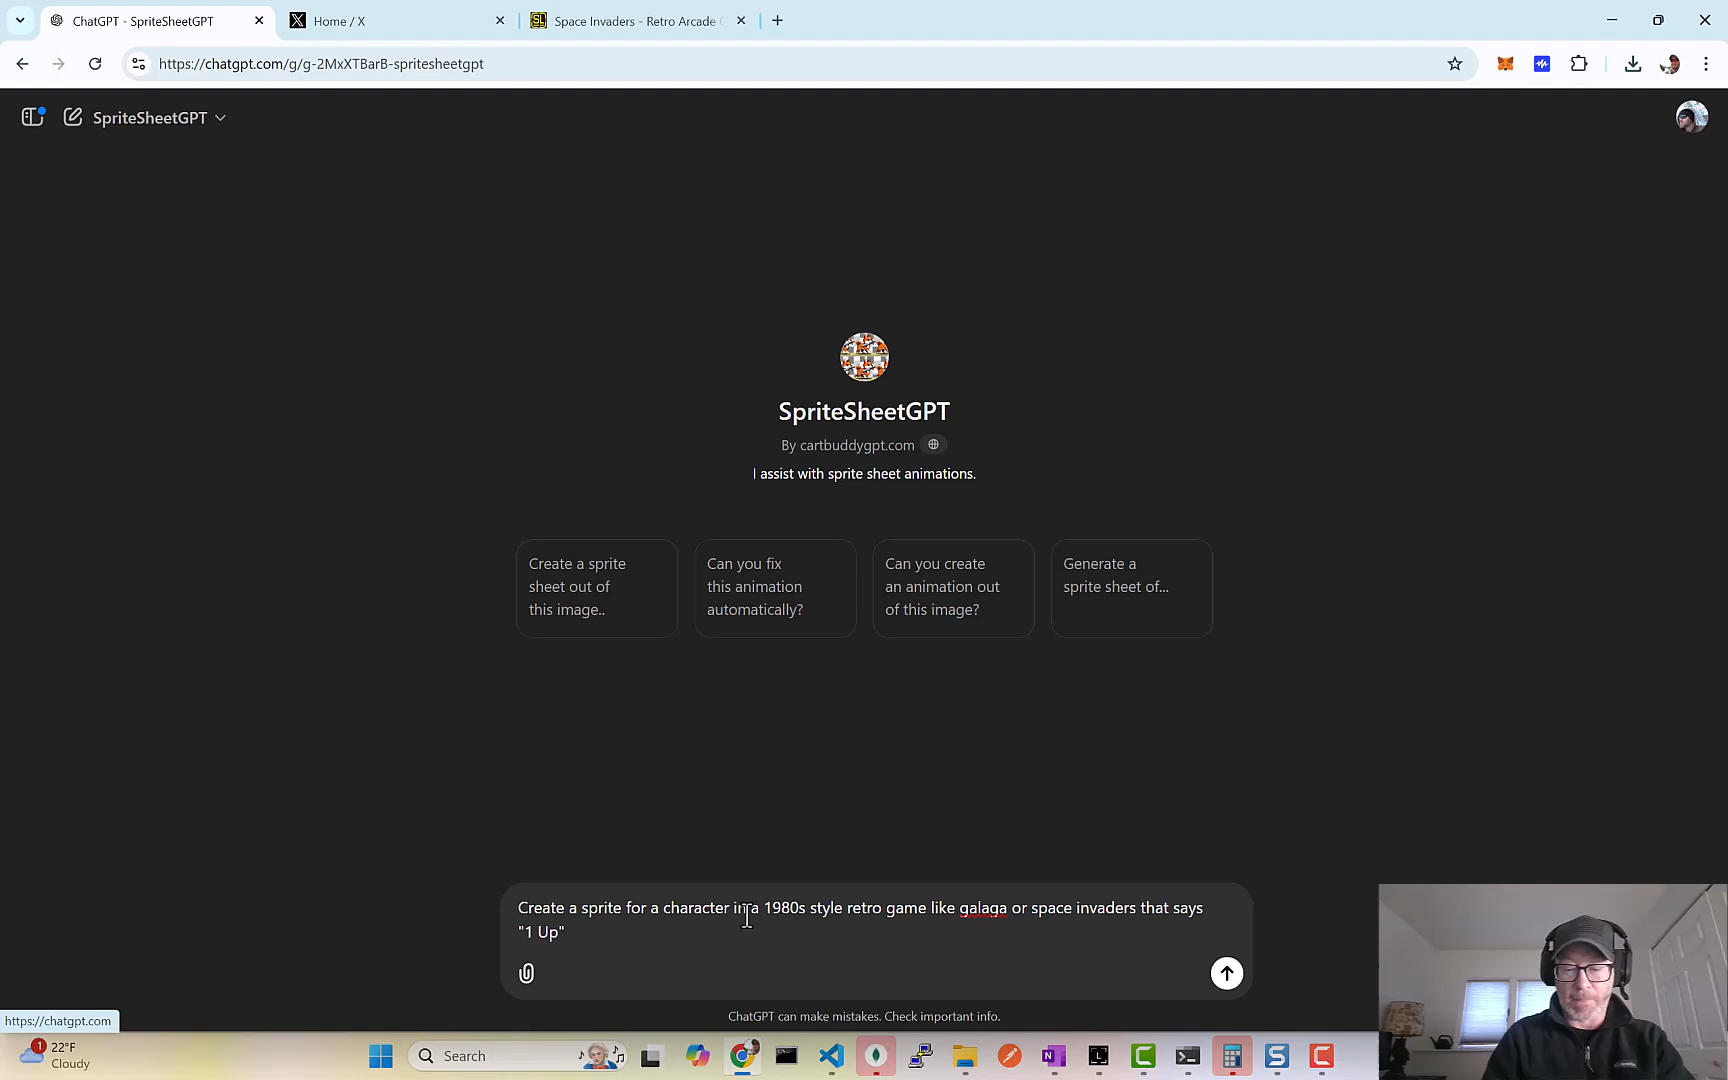 ChatGPT - SpriteSheetGPT
Home / X
SL
Space Invaders - Retro Arcade
https://chatgpt.com/g/g-2MxXTBarB-spritesheetgpt
SpriteSheetGPT
SpriteSheetGPT
By cartbuddygpt.com
I assist with sprite sheet animations.
Create a sprite
sheet out of
this image..
Can you fix
this animation
automatically?
Can you create
an animation out
of this image?
Generate a
sprite sheet of...
Create a sprite for a character in a 1980s style retro game like galaga or space invaders that says
"1 Up"
ChatGPT can make mistakes. Check important info.
https://chatgpt.com
1
22°F
Cloudy
Search